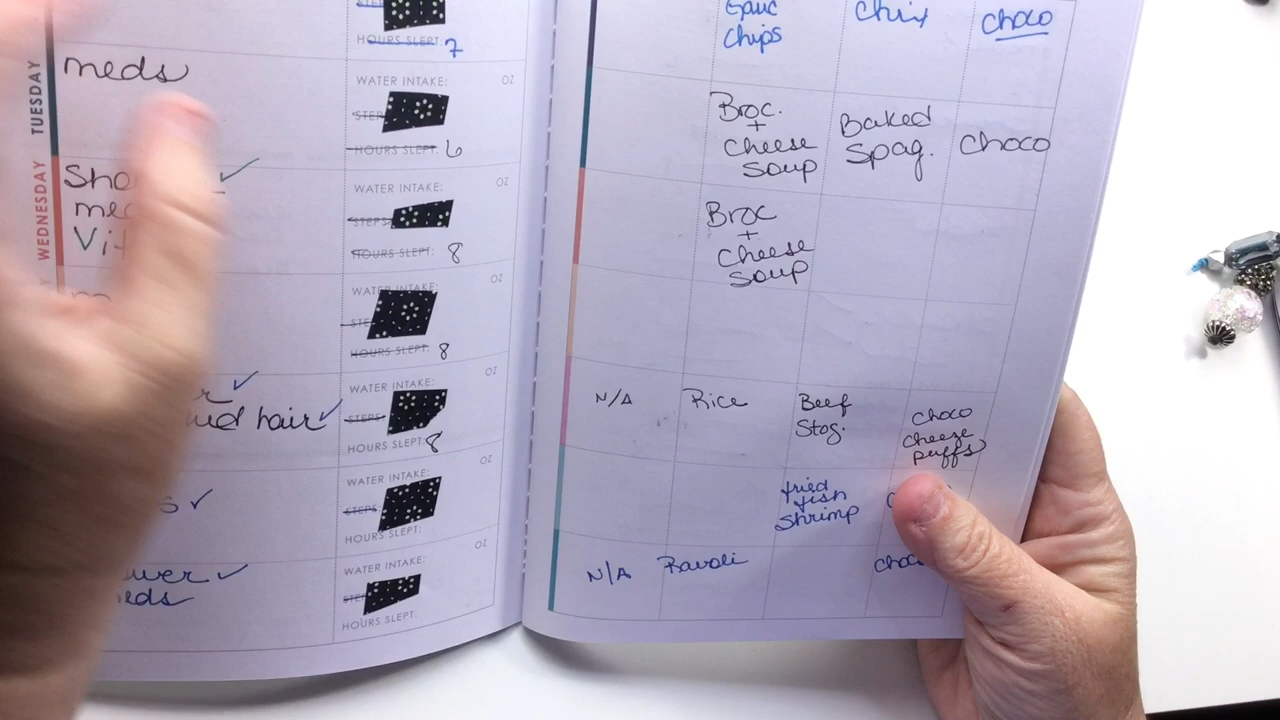 HOURS SLEPT: 7
TUESDAY
meds
WATER INTAKE: OZ
STEPS
HOURS SLEPT: 6
WEDNESDAY
WATER INTAKE: OZ
STEPS
HOURS SLEPT: 8
WATER INTAKE: OZ
HOURS SLEPT: 8
WATER INTAKE: OZ
hair
STEPS
HOURS SLEPT: 8
WATER INTAKE: OZ
STEPS
HOURS SLEPT:
WATER INTAKE: OZ
HOURS SLEPT:
Chips
choco
Broc.
+
cheese
soup
Baked
Spag.
choco
Broc
+
cheese
soup
N/A
Rice
Beef
Stog.
choco
cheeze
puffs
fried
fish
shrimp
N/A
Ravoli